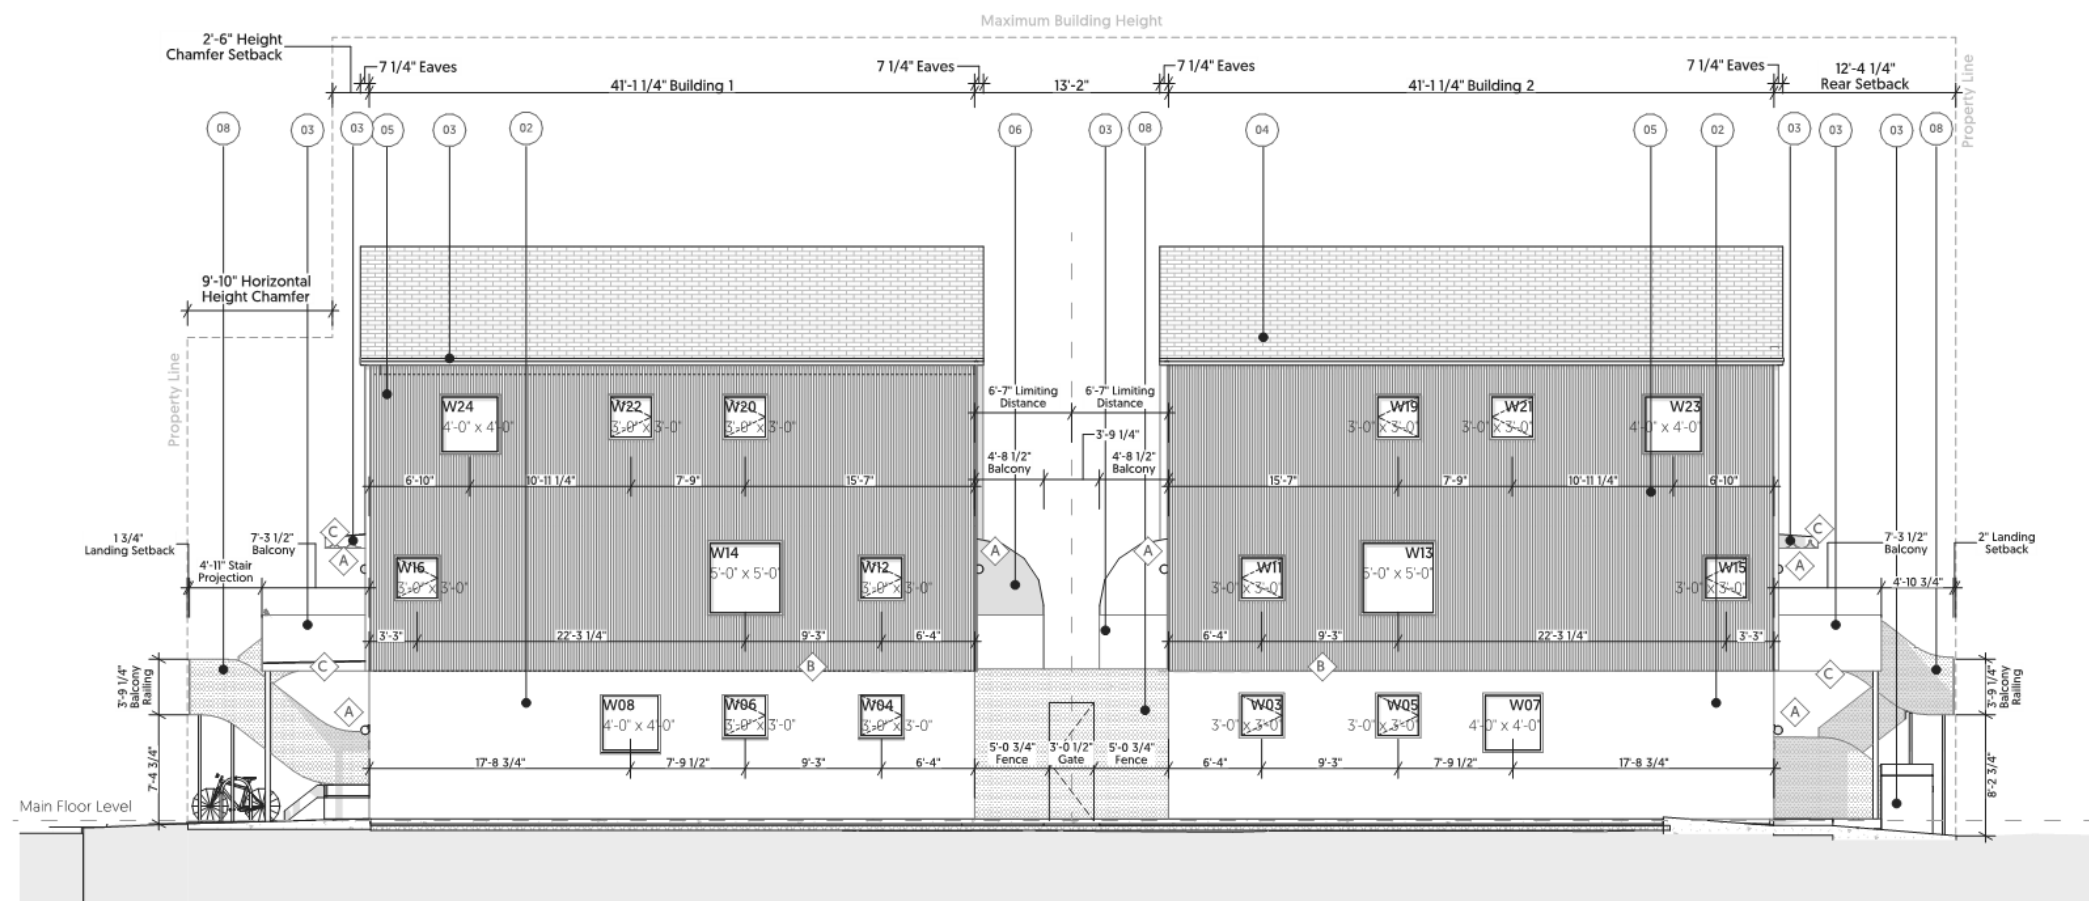 Maximum Building Height
2'-6" Height
Chamfer Setback
7 1/4" Eaves
7 1/4" Eaves
7 1/4" Eaves
7 1/4" Eaves
12'-4 1/4"
Rear Setback
41'-1 1/4" Building 1
13'-2"
41'-1 1/4" Building 2
Property Line
08
03
03
05
03
02
06
03
08
04
05
02
03
03
03
08
9'-10" Horizontal
Height Chamfer
Property Line
W24
4'-0" x 4'-0"
W22
3'-0" x 3'-0"
W20
3'-0" x 3'-0"
6'-7" Limiting
Distance
6'-7" Limiting
Distance
W19
3'-0" x 3'-0"
W21
3'-0" x 3'-0"
W23
4'-0" x 4'-0"
3'-9 1/4"
4'-8 1/2"
Balcony
4'-8 1/2"
Balcony
6'-10"
10'-11 1/4"
7'-9"
15'-7"
15'-7"
7'-9"
10'-11 1/4"
6'-10"
1 3/4"
Landing Setback
7'-3 1/2"
Balcony
4'-11" Stair
Projection
C
A
W16
3'-0" x 3'-0"
W14
5'-0" x 5'-0"
W12
3'-0" x 3'-0"
A
A
W11
3'-0" x 3'-0"
W13
5'-0" x 5'-0"
W15
3'-0" x 3'-0"
C
A
7'-3 1/2"
Balcony
4'-10 3/4"
2" Landing
Setback
3'-3"
22'-3 1/4"
9'-3"
6'-4"
6'-4"
9'-3"
22'-3 1/4"
3'-3"
C
B
B
C
3'-9 1/4"
Balcony
Railing
A
W08
4'-0" x 4'-0"
W06
3'-0" x 3'-0"
W04
3'-0" x 3'-0"
W03
3'-0" x 3'-0"
W05
3'-0" x 3'-0"
W07
4'-0" x 4'-0"
A
3'-9 1/4"
Balcony
Railing
7'-4 3/4"
17'-8 3/4"
7'-9 1/2"
9'-3"
6'-4"
5'-0 3/4"
Fence
3'-0 1/2"
Gate
5'-0 3/4"
Fence
6'-4"
9'-3"
7'-9 1/2"
17'-8 3/4"
8'-2 3/4"
Main Floor Level